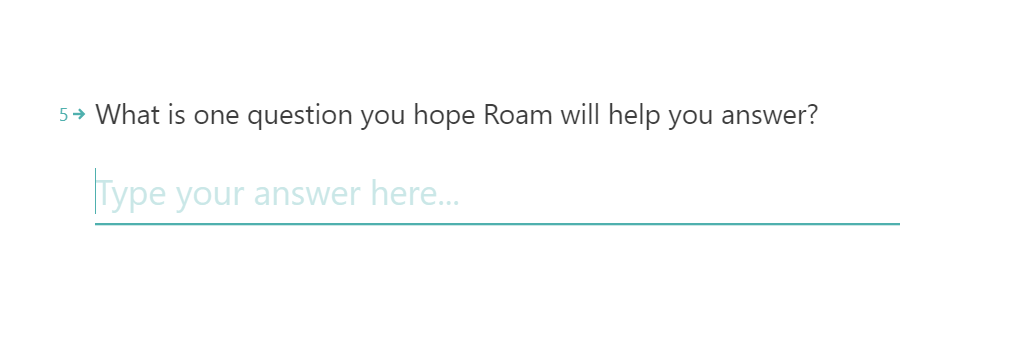 5→ What is one question you hope Roam will help you answer?
Type your answer here...